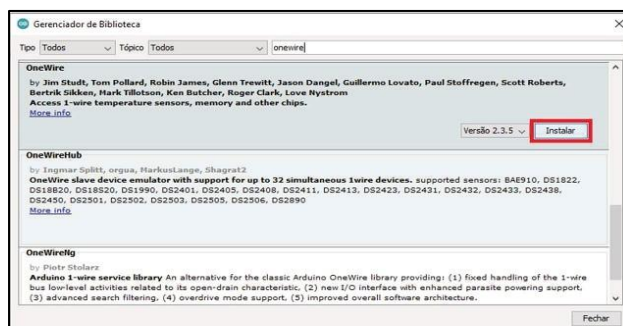 Gerenciador de Biblioteca
Tipo Todos Tópico Todos onewire
OneWire
by Jim Studt, Tom Pollard, Robin James, Glenn Trewitt, Jason Dangel, Guillermo Lovato, Paul Stoffregen, Scott Roberts,
Bertrik Sikken, Mark Tillotson, Ken Butcher, Roger Clark, Love Nystrom
Access 1-wire temperature sensors, memory and other chips.
More info
Versão 2.3.5 Instalar
OneWireHub
by Ingmar Splitt, orgua, MarkusLange, Shagrat2
OneWire slave device emulator with support for up to 32 simultaneous 1wire devices. supported sensors: BAE910, DS1822,
DS18B20, DS18S20, DS1990, DS2401, DS2405, DS2408, DS2411, DS2413, DS2423, DS2431, DS2432, DS2433, DS2438,
DS2450, DS2501, DS2502, DS2503, DS2505, DS2506, DS2890
More info
OneWireNg
by Piotr Stolarz
Arduino 1-wire service library An alternative for the classic Arduino OneWire library providing: (1) fixed handling of the 1-wire
bus low-level activities related to its open-drain characteristic, (2) new I/O interface with enhanced parasite powering support,
(3) advanced search filtering, (4) overdrive mode support, (5) improved overall software architecture.
Fechar